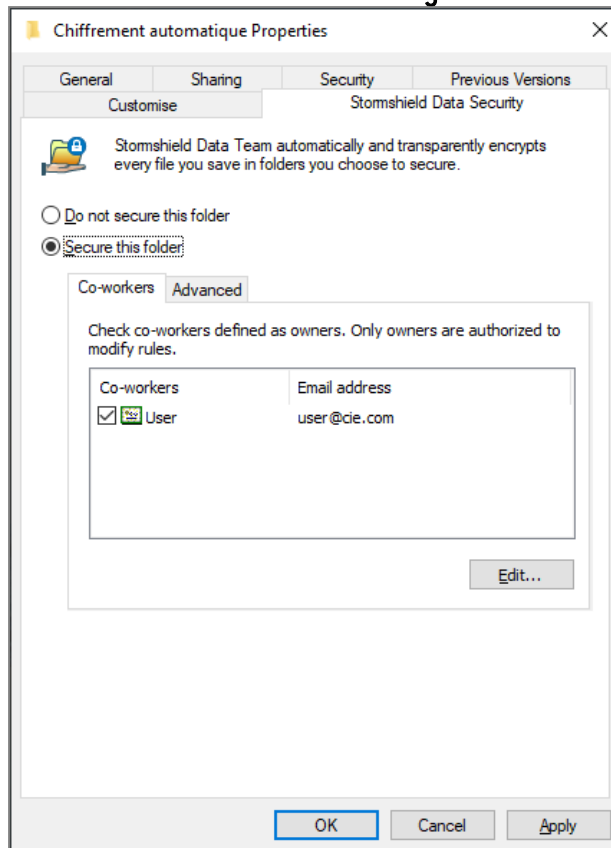 Chiffrement automatique Properties
General Sharing Security Previous Versions
Customise Stormshield Data Security
Stormshield Data Team automatically and transparently encrypts
every file you save in folders you choose to secure.
Do not secure this folder
Secure this folder
Co-workers Advanced
Check co-workers defined as owners. Only owners are authorized to
modify rules.
Co-workers Email address
User user@cie.com
Edit...
OK Cancel Apply